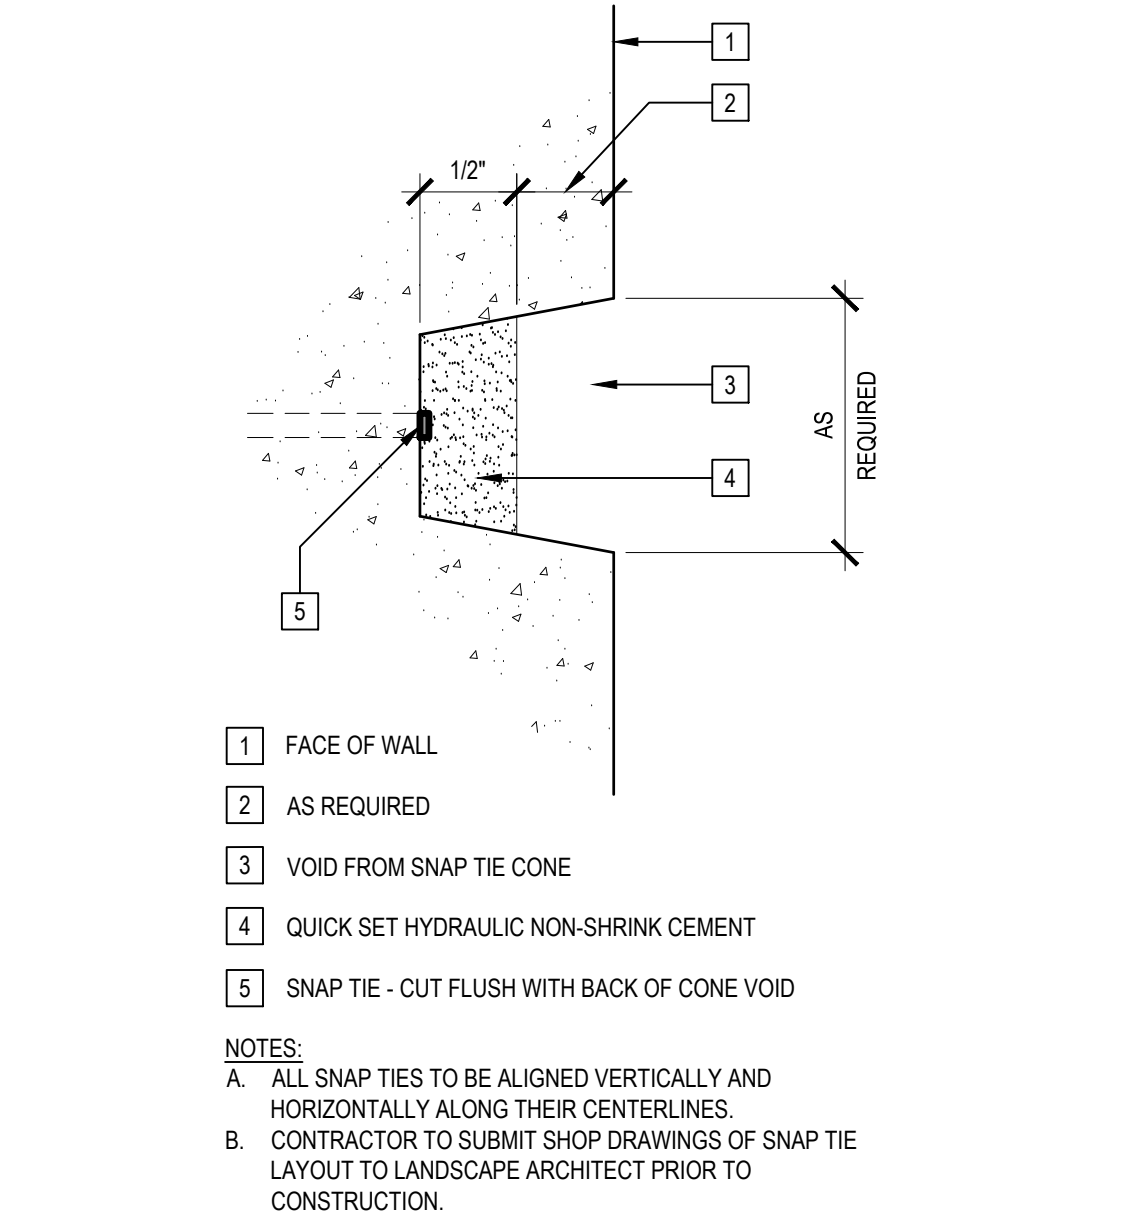 1
2
1/2"
3
AS
REQUIRED
4
5
1 FACE OF WALL
2 AS REQUIRED
3 VOID FROM SNAP TIE CONE
4 QUICK SET HYDRAULIC NON-SHRINK CEMENT
5 SNAP TIE - CUT FLUSH WITH BACK OF CONE VOID
NOTES:
A. ALL SNAP TIES TO BE ALIGNED VERTICALLY AND
HORIZONTALLY ALONG THEIR CENTERLINES.
B. CONTRACTOR TO SUBMIT SHOP DRAWINGS OF SNAP TIE
LAYOUT TO LANDSCAPE ARCHITECT PRIOR TO
CONSTRUCTION.